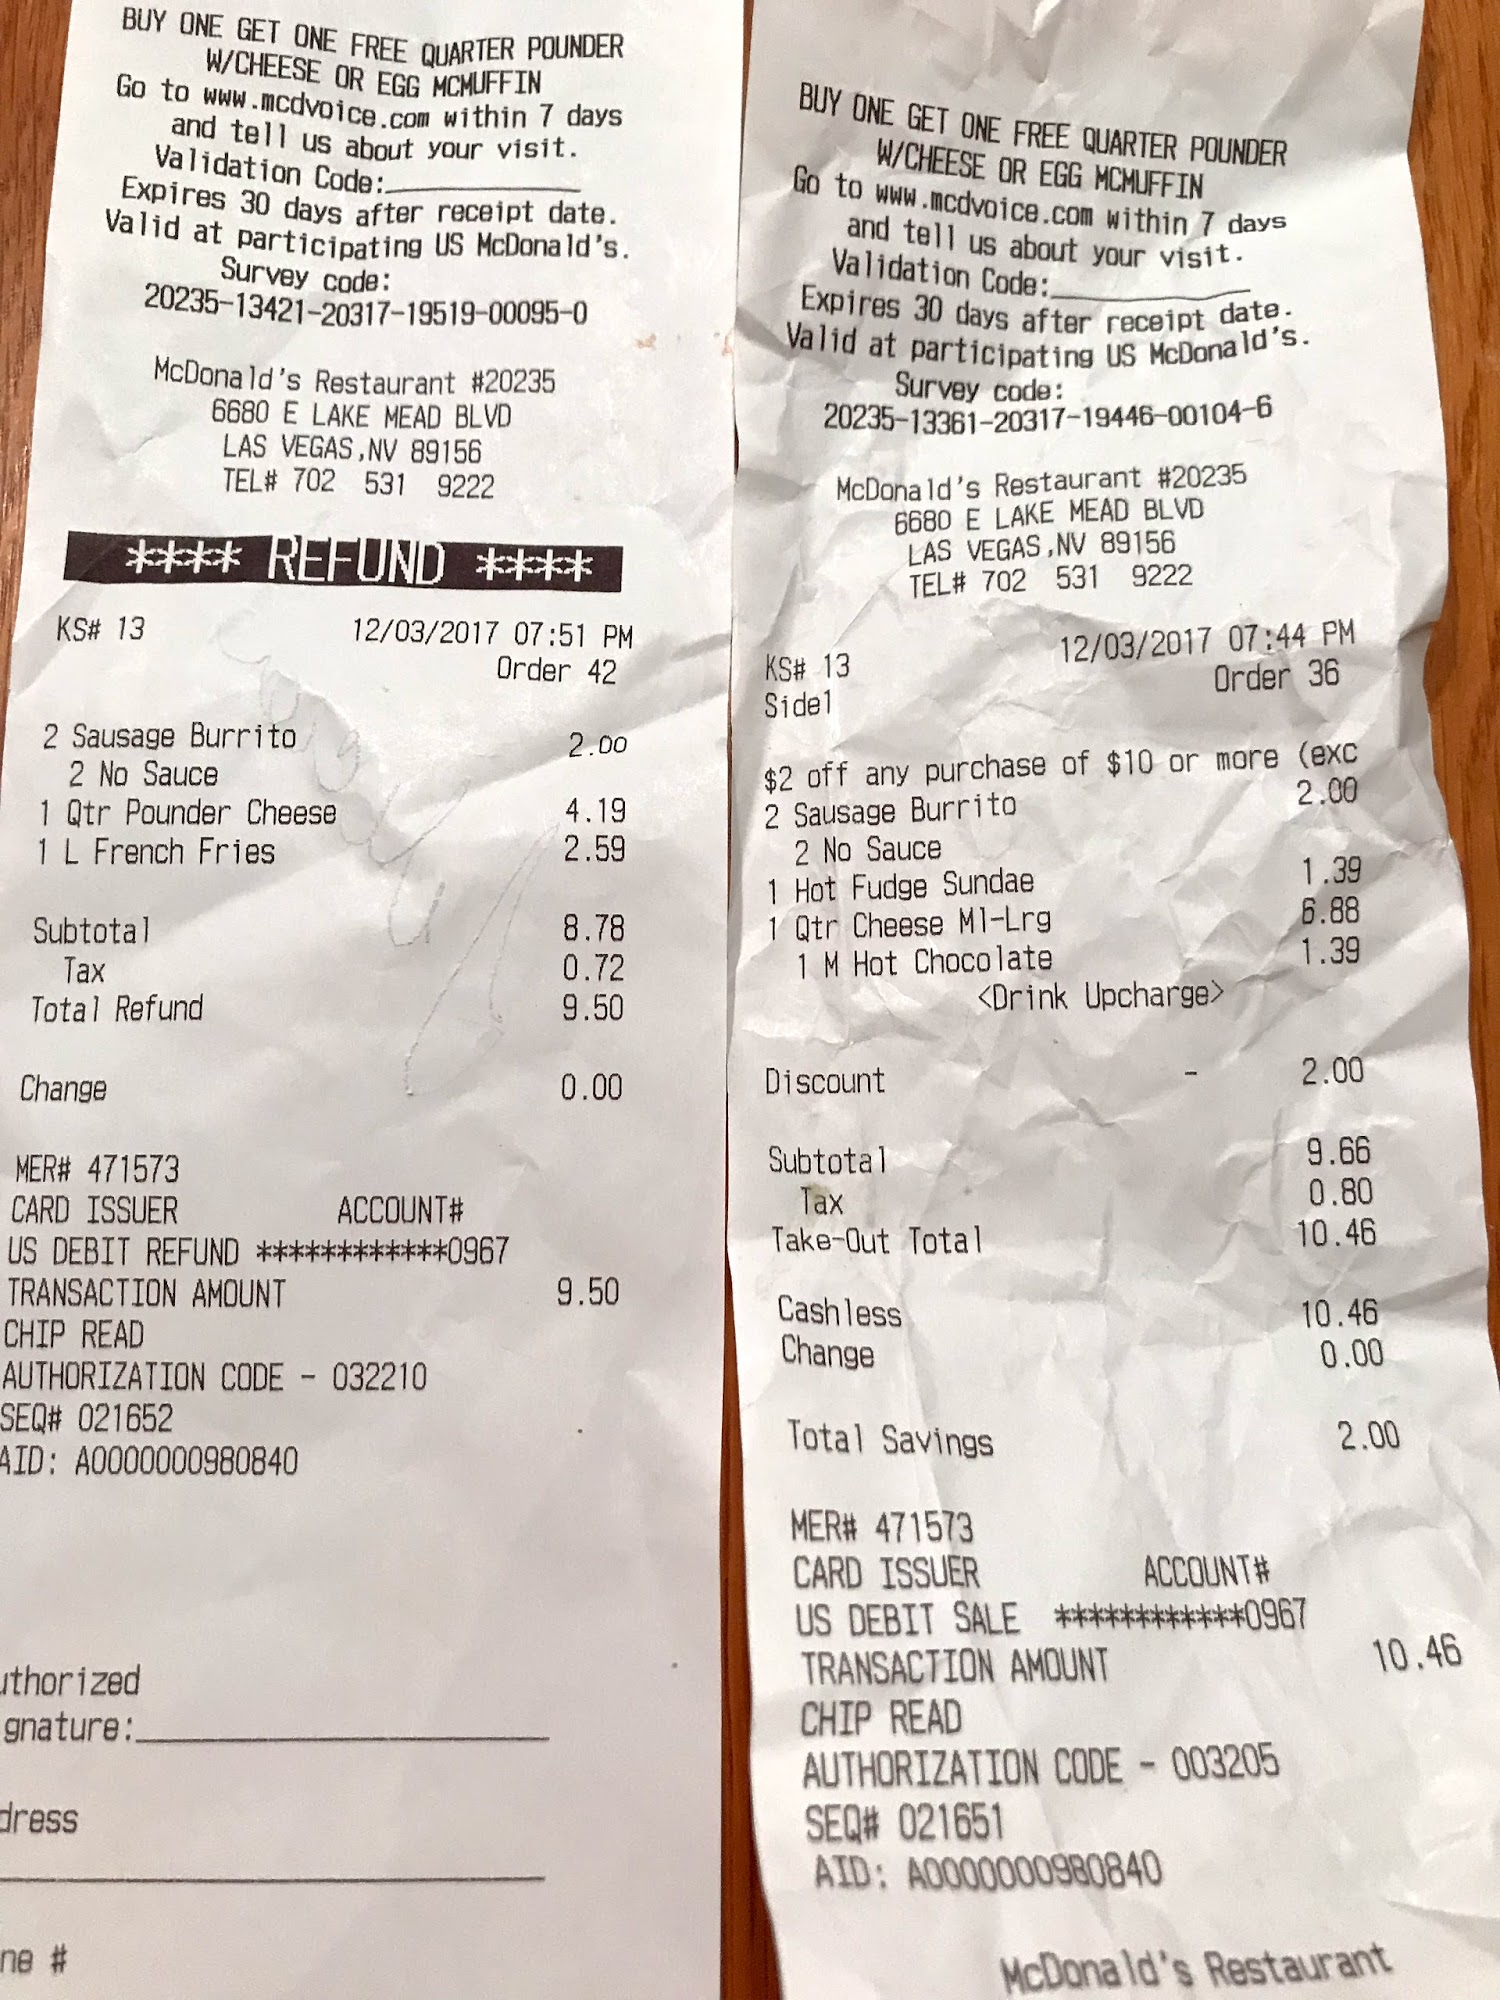 BUY ONE GET ONE FREE QUARTER POUNDER
W/CHEESE OR EGG MCMUFFIN
Go to www.mcdvoice.com within 7 days
and tell us about your visit.
Validation Code:____________
Expires 30 days after receipt date.
Valid at participating US McDonald's.
Survey code:
20235-13421-20317-19519-00095-0
McDonald's Restaurant #20235
6680 E LAKE MEAD BLVD
LAS VEGAS,NV 89156
TEL# 702 531 9222
**** REFUND ****
KS# 13 12/03/2017 07:51 PM
Order 42
2 Sausage Burrito 2.00
2 No Sauce
1 Qtr Pounder Cheese 4.19
1 L French Fries 2.59
Subtotal 8.78
Tax 0.72
Total Refund 9.50
Change 0.00
MER# 471573
CARD ISSUER ACCOUNT#
US DEBIT REFUND ************0967
TRANSACTION AMOUNT 9.50
CHIP READ
AUTHORIZATION CODE - 032210
SEQ# 021652
AID: A0000000980840
uthorized
gnature:____________
dress
ne #
BUY ONE GET ONE FREE QUARTER POUNDER
W/CHEESE OR EGG MCMUFFIN
Go to www.mcdvoice.com within 7 days
and tell us about your visit.
Validation Code:____________
Expires 30 days after receipt date.
Valid at participating US McDonald's.
Survey code:
20235-13361-20317-19446-00104-6
McDonald's Restaurant #20235
6680 E LAKE MEAD BLVD
LAS VEGAS,NV 89156
TEL# 702 531 9222
12/03/2017 07:44 PM
KS# 13 Order 36
Side1
$2 off any purchase of $10 or more (exc
2 Sausage Burrito 2.00
2 No Sauce
1 Hot Fudge Sundae 1.39
1 Qtr Cheese Ml-Lrg 6.88
1 M Hot Chocolate 1.39
<Drink Upcharge>
Discount - 2.00
Subtotal 9.66
Tax 0.80
Take-Out Total 10.46
Cashless 10.46
Change 0.00
Total Savings 2.00
MER# 471573
CARD ISSUER ACCOUNT#
US DEBIT SALE ************0967
TRANSACTION AMOUNT 10.46
CHIP READ
AUTHORIZATION CODE - 003205
SEQ# 021651
AID: A0000000980840
McDonald's Restaurant